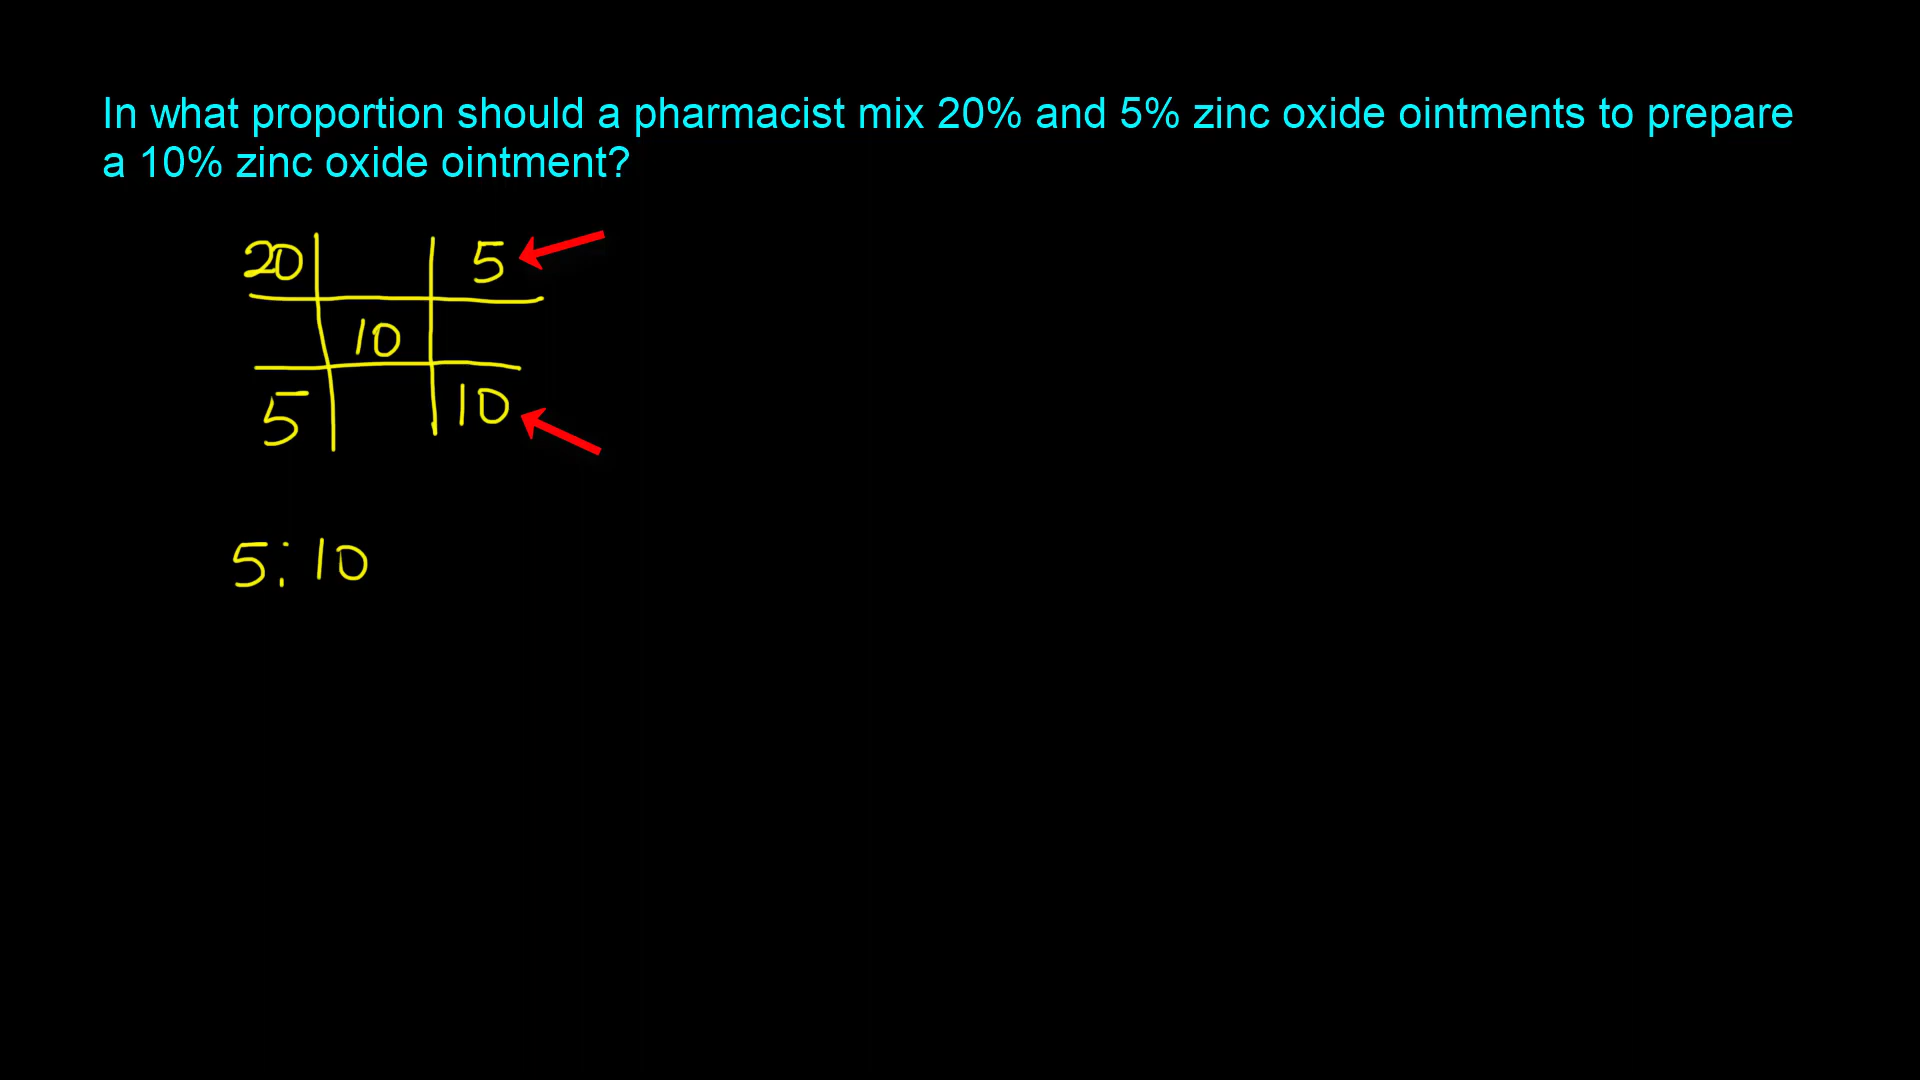 In what proportion should a pharmacist mix 20% and 5% zinc oxide ointments to prepare
a 10% zinc oxide ointment?
20 5
10
5 10
5:10